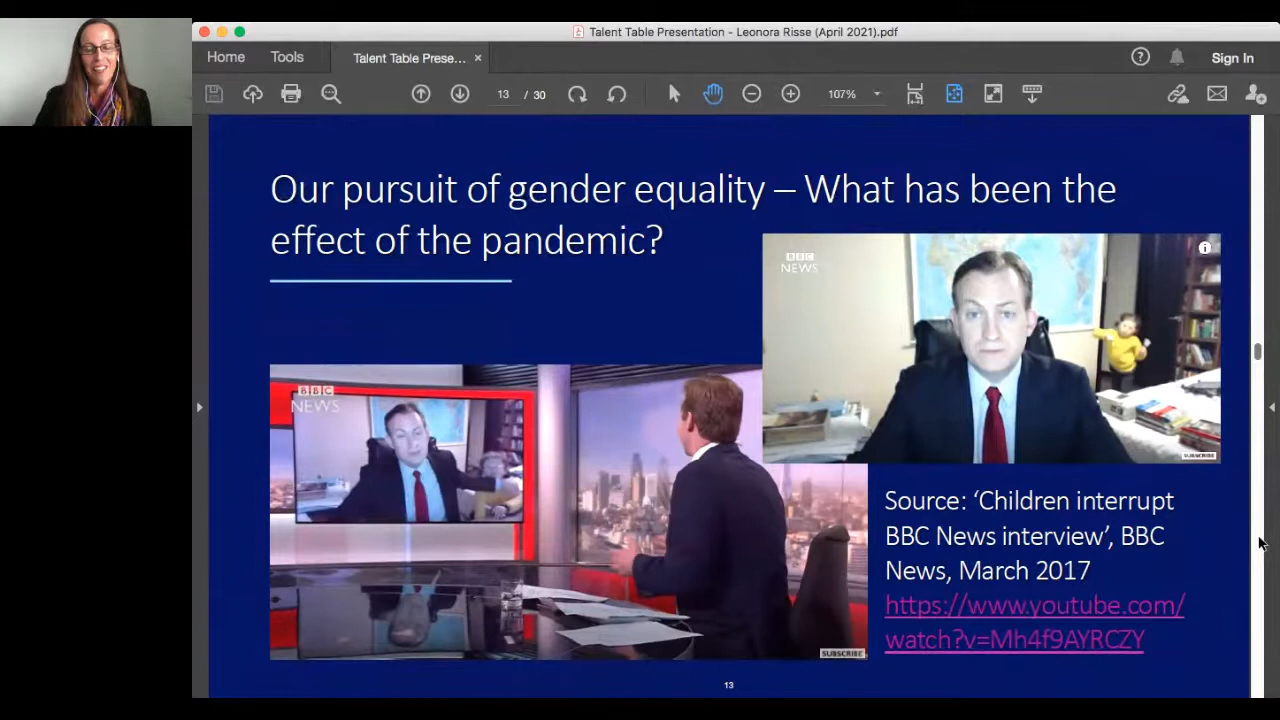 Talent Table Presentation - Leonora Risse (April 2021).pdf
Home
Tools
Talent Table Prese...
×
Sign In
13 / 30
107%
Our pursuit of gender equality – What has been the
effect of the pandemic?
BBC
NEWS
SUBSCRIBE
BBC
NEWS
SUBSCRIBE
Source: ‘Children interrupt
BBC News interview’, BBC
News, March 2017
https://www.youtube.com/
watch?v=Mh4f9AYRCZY
13